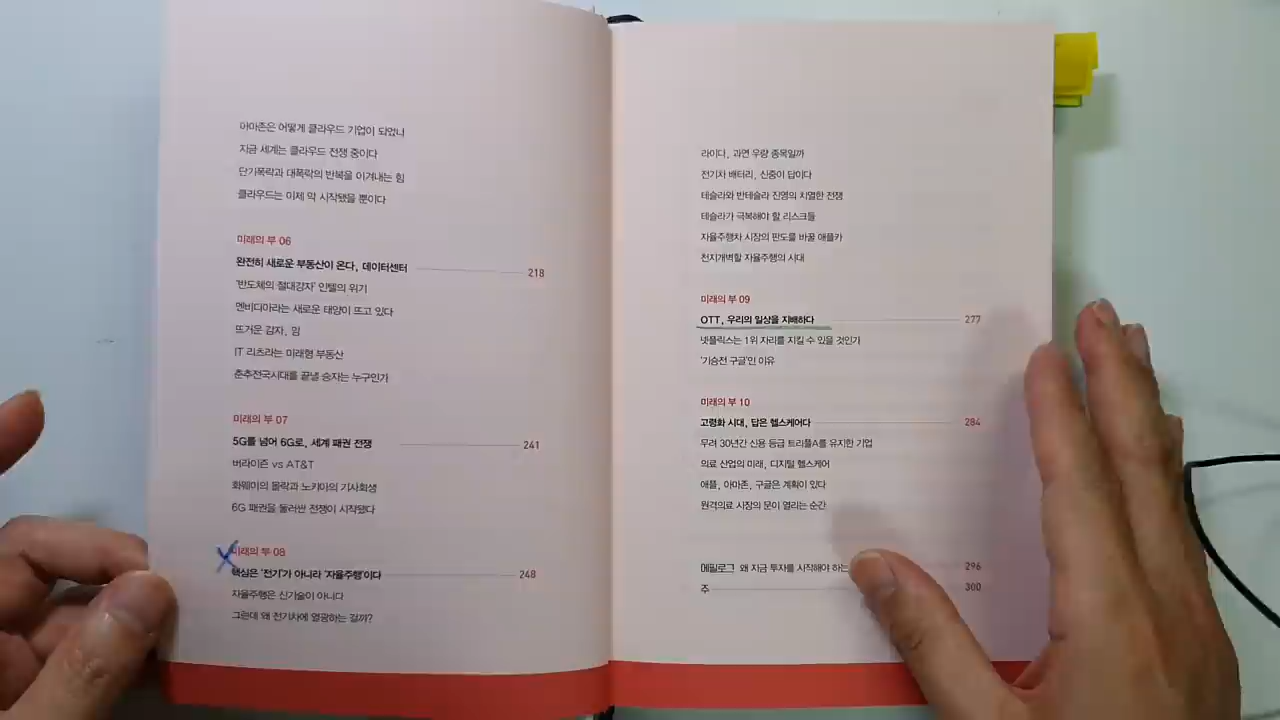 아마존은 어떻게 클라우드 기업이 되었나
지금 세계는 클라우드 전쟁 중이다
단기폭락과 대폭락의 반복을 이겨내는 힘
클라우드는 이제 막 시작됐을 뿐이다
미래의 부 06
완전히 새로운 부동산이 온다, 데이터센터 218
'반도체의 절대강자' 인텔의 위기
엔비디아라는 새로운 태양이 뜨고 있다
뜨거운 감자, 암
IT 리츠라는 미래형 부동산
춘추전국시대를 끝낼 승자는 누구인가
미래의 부 07
5G를 넘어 6G로, 세계 패권 전쟁 241
버라이즌 vs AT&T
화웨이의 몰락과 노키아의 기사회생
6G 패권을 둘러싼 전쟁이 시작됐다
미래의 부 08
핵심은 '전기'가 아니라 '자율주행'이다 248
자율주행은 신기술이 아니다
그런데 왜 전기차에 열광하는 걸까?
라이다, 과연 우량 종목일까
전기차 배터리, 신중이 답이다
테슬라와 반테슬라 진영의 치열한 전쟁
테슬라가 극복해야 할 리스크들
자율주행차 시장의 판도를 바꿀 애플카
천지개벽할 자율주행의 시대
미래의 부 09
OTT, 우리의 일상을 지배하다 277
넷플릭스는 1위 자리를 지킬 수 있을 것인가
'기승전 구글'인 이유
미래의 부 10
고령화 시대, 답은 헬스케어다 284
무려 30년간 신용 등급 트리플A를 유지한 기업
의료 산업의 미래, 디지털 헬스케어
애플, 아마존, 구글은 계획이 있다
원격의료 시장의 문이 열리는 순간
에필로그 왜 지금 투자를 시작해야 하는 296
주 300